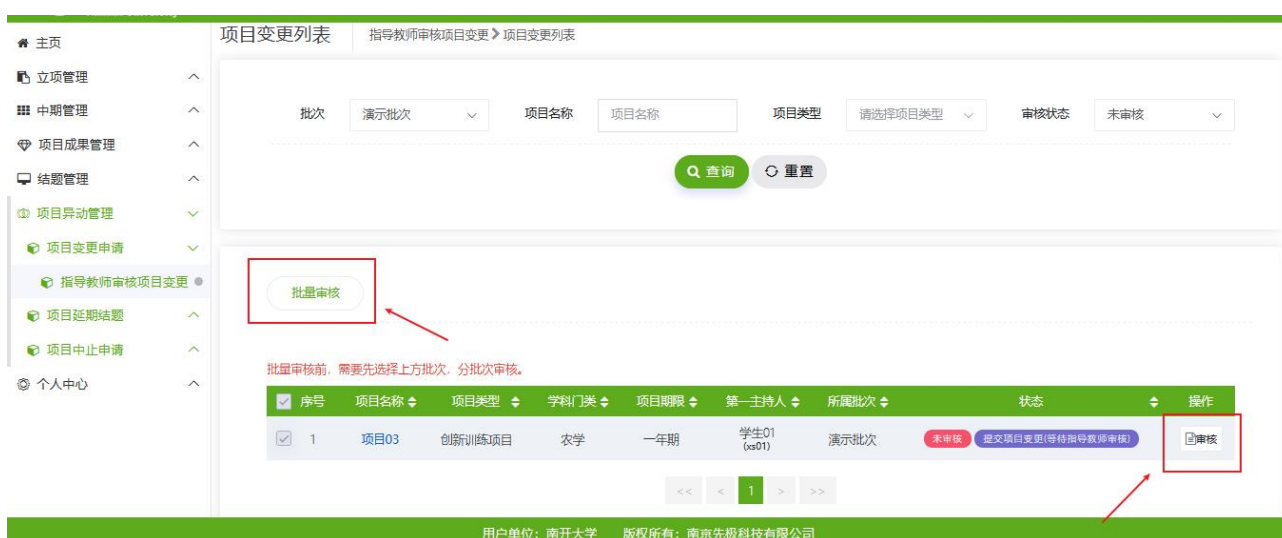 主页
立项管理
中期管理
项目成果管理
结题管理
项目异动管理
项目变更申请
指导教师审核项目变更
项目延期结题
项目中止申请
个人中心
项目变更列表 指导教师审核项目变更 项目变更列表
批次 演示批次 项目名称 项目名称 项目类型 请选择项目类型 审核状态 未审核
查询 重置
批量审核
批量审核前，需要先选择上方批次，分批次审核。
序号 项目名称 项目类型 学科门类 项目期限 第一主持人 所属批次 状态 操作
1 项目03 创新训练项目 农学 一年期 学生01 演示批次 未审核 提交项目变更(等待指导教师审核) 审核
(xs01)
<< < 1 > >>
用户单位：南开大学 版权所有：南京先极科技有限公司